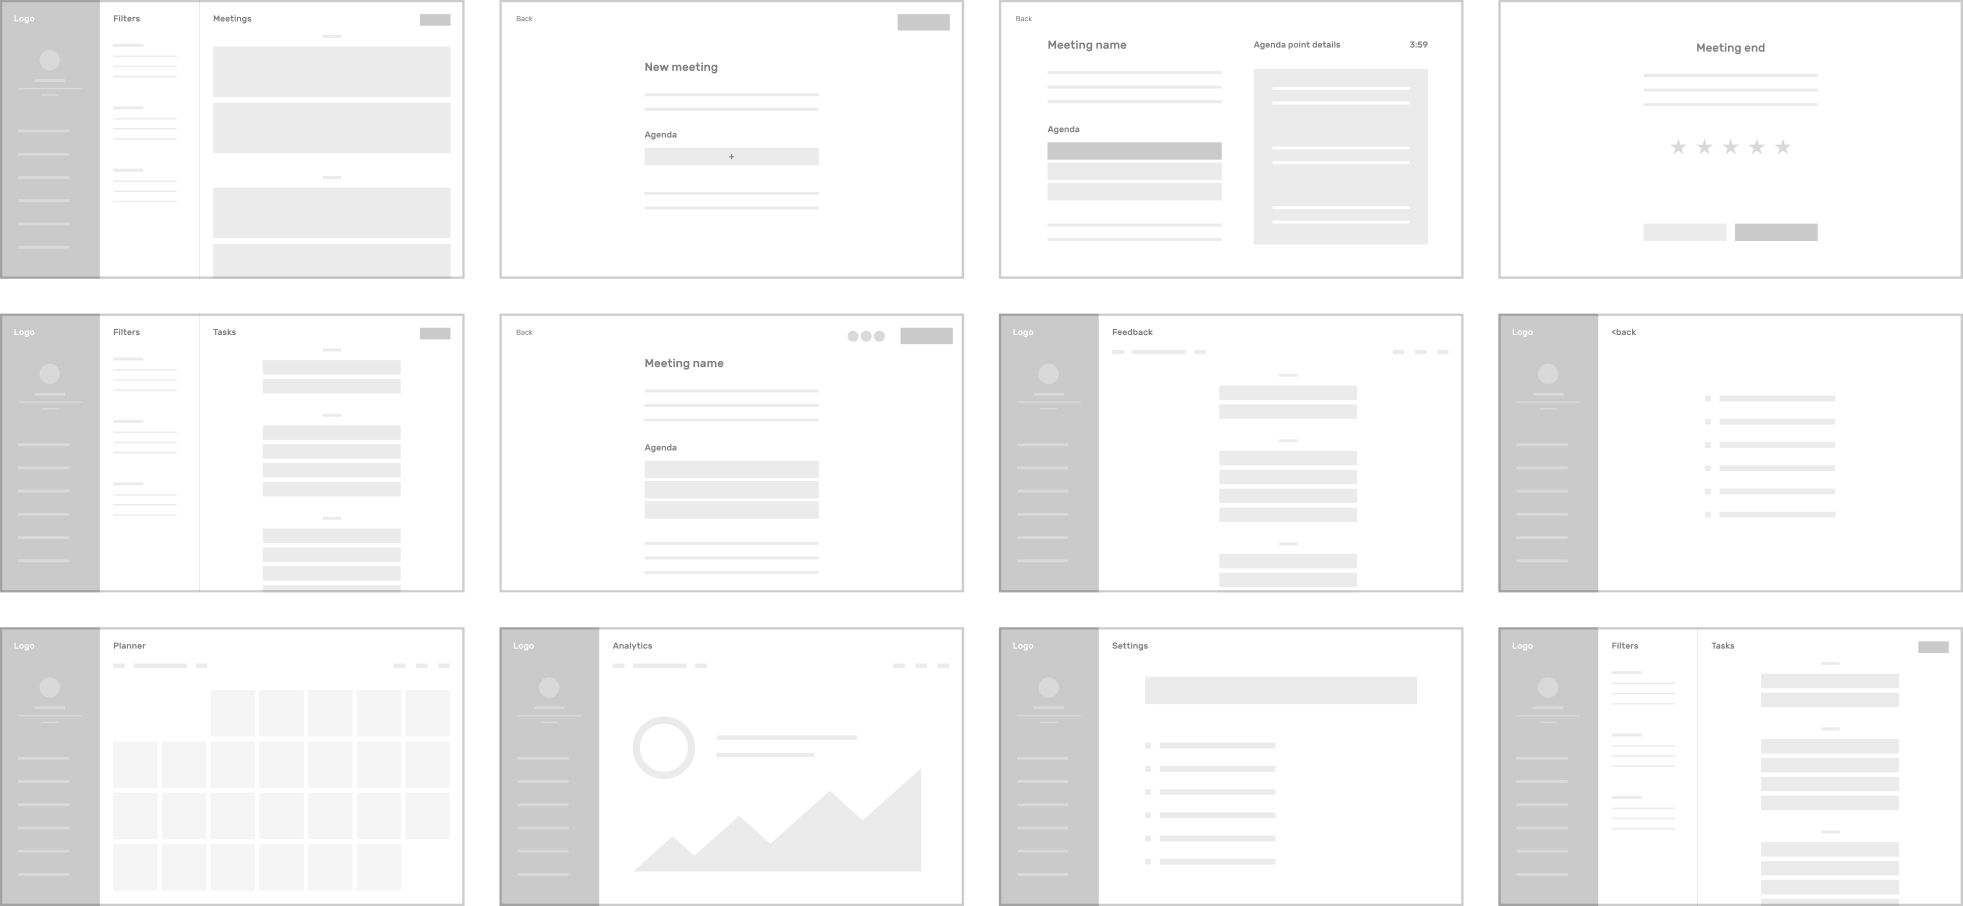 Logo
Filters
Meetings
Back
New meeting
Agenda
+
Back
Meeting name
Agenda
Agenda point details
3:59
Meeting end
Logo
Filters
Tasks
Back
Meeting name
Agenda
Logo
Feedback
Logo
<back
Logo
Planner
Logo
Analytics
Logo
Settings
Logo
Filters
Tasks